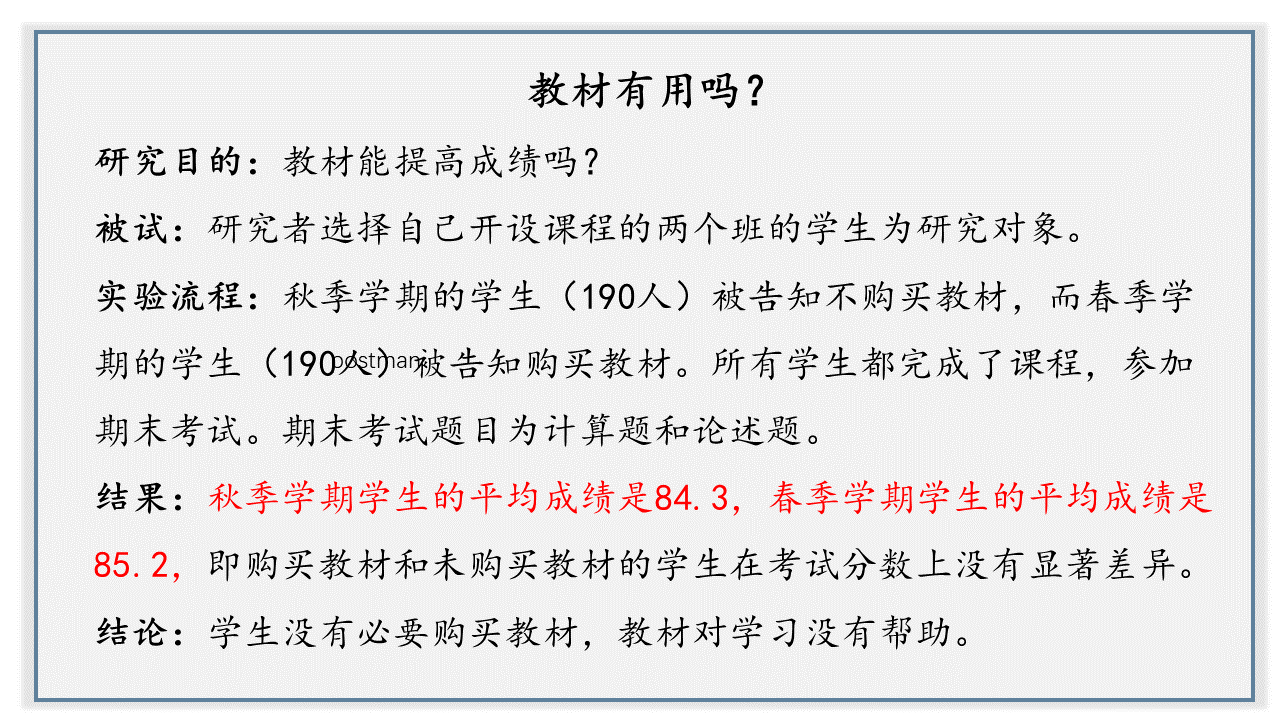 教材有用吗？
研究目的：教材能提高成绩吗？
被试：研究者选择自己开设课程的两个班的学生为研究对象。
实验流程：秋季学期的学生（190人）被告知不购买教材，而春季学
期的学生（190人）被告知购买教材。所有学生都完成了课程，参加
postman
期末考试。期末考试题目为计算题和论述题。
结果：秋季学期学生的平均成绩是84.3，春季学期学生的平均成绩是
85.2，即购买教材和未购买教材的学生在考试分数上没有显著差异。
结论：学生没有必要购买教材，教材对学习没有帮助。